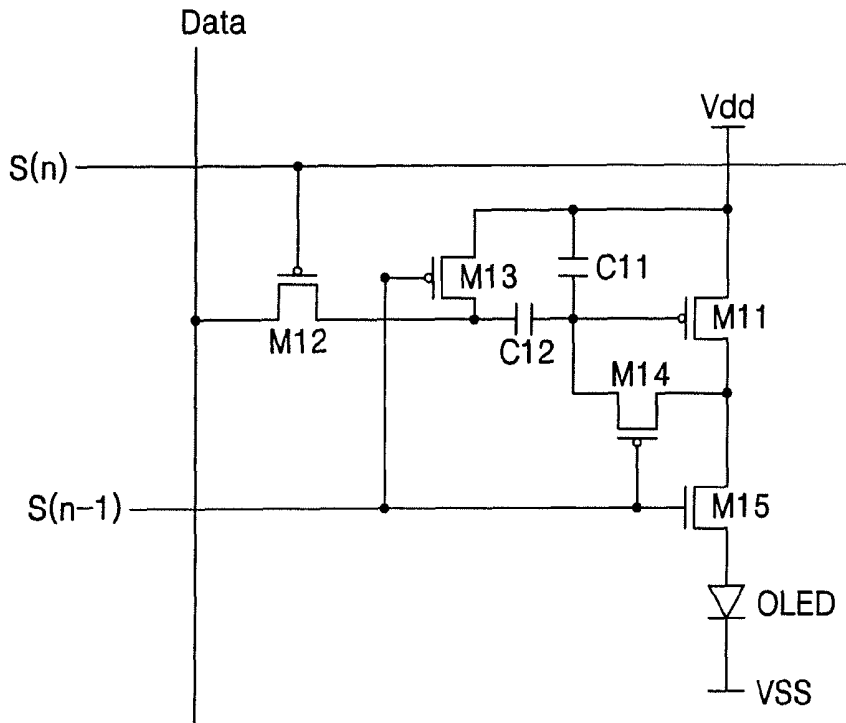 Data
Vdd
S(n)
M13
C11
M11
M12
C12
M14
S(n-1)
M15
OLED
VSS